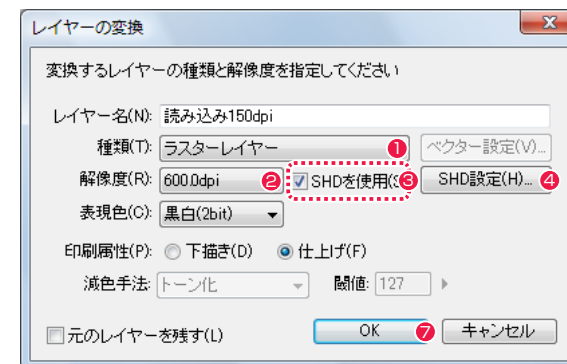 レイヤーの変換
変換するレイヤーの種類と解像度を指定してください
レイヤー名(N): 読み込み150dpi
種類(T): ラスターレイヤー 1 ベクター設定(V)...
解像度(R): 600.0dpi 2 SHDを使用(S 3 SHD設定(H)... 4
表現色(C): 黒白(2bit)
印刷属性(P): 下描き(D) 仕上げ(F)
減色手法: トーン化 閾値: 127
元のレイヤーを残す(L) OK 7 キャンセル